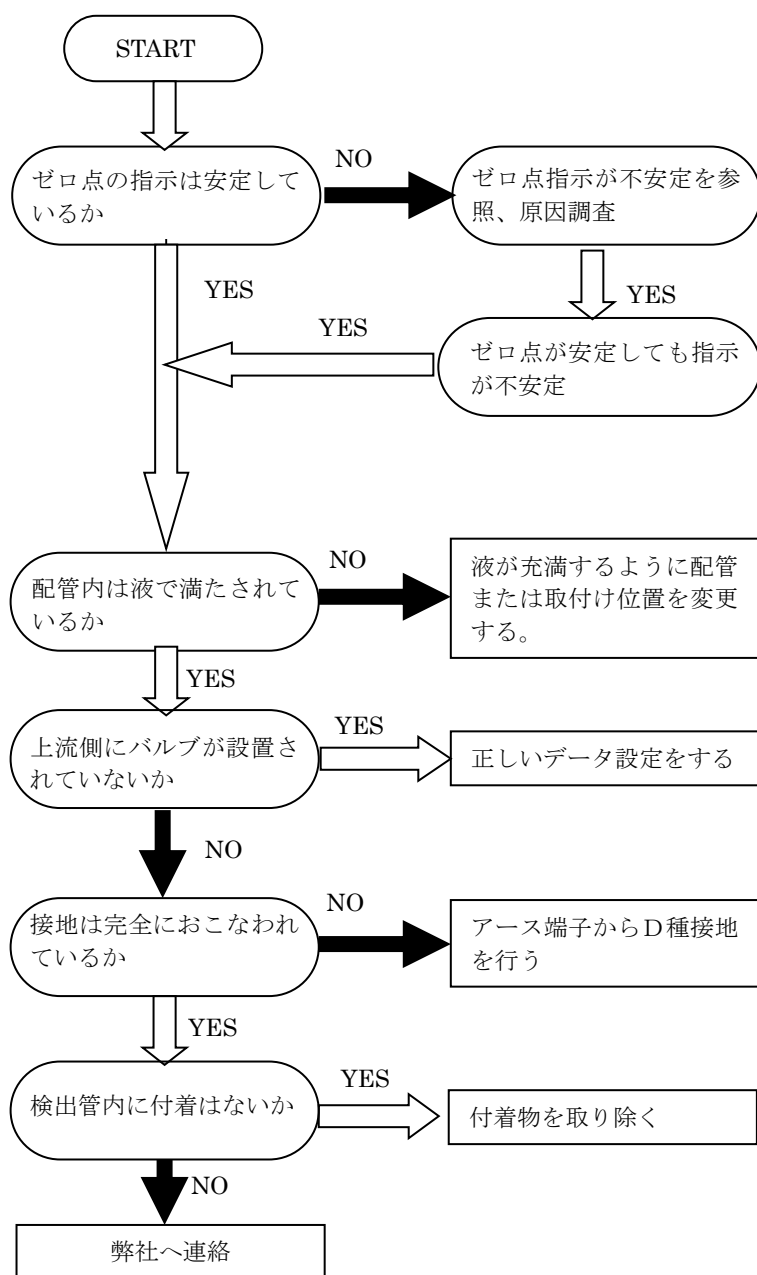 START
ゼロ点の指示は安定して
いるか
NO
ゼロ点指示が不安定を参
照、原因調査
YES
YES
YES
ゼロ点が安定しても指示
が不安定
配管内は液で満たされて
いるか
NO
液が充満するように配管
または取付け位置を変更
する。
YES
上流側にバルブが設置さ
れていないか
YES
正しいデータ設定をする
NO
接地は完全におこなわれ
ているか
NO
アース端子からD種接地
を行う
YES
検出管内に付着はないか
YES
付着物を取り除く
NO
弊社へ連絡